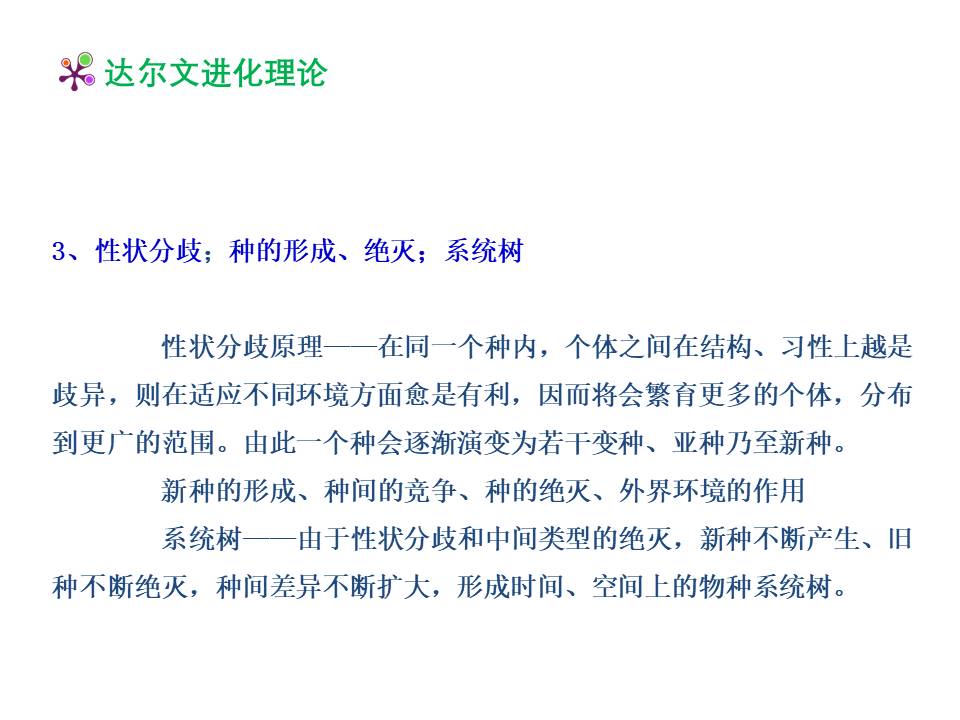 达尔文进化理论
3、性状分歧；种的形成、绝灭；系统树
性状分歧原理——在同一个种内，个体之间在结构、习性上越是
歧异，则在适应不同环境方面愈是有利，因而将会繁育更多的个体，分布
到更广的范围。由此一个种会逐渐演变为若干变种、亚种乃至新种。
新种的形成、种间的竞争、种的绝灭、外界环境的作用
系统树——由于性状分歧和中间类型的绝灭，新种不断产生、旧
种不断绝灭，种间差异不断扩大，形成时间、空间上的物种系统树。